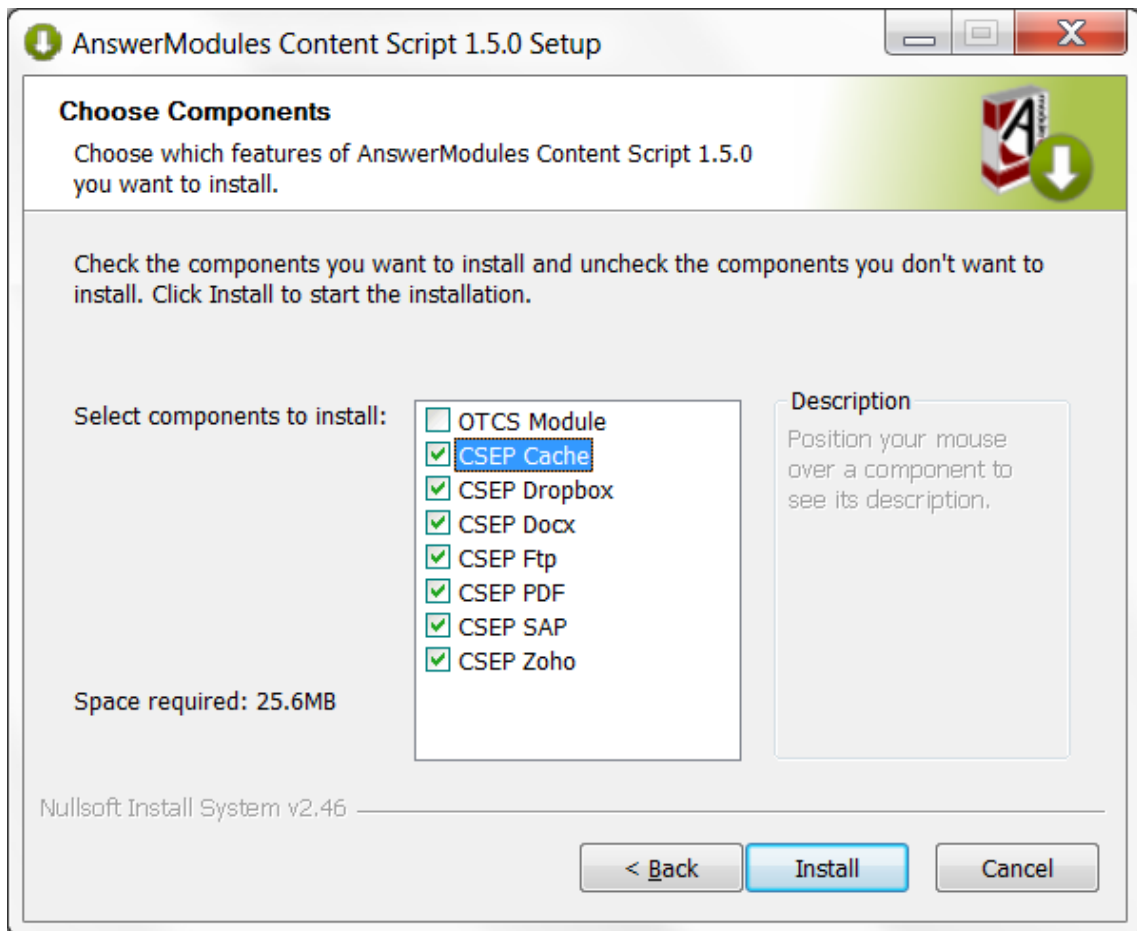 AnswerModules Content Script 1.5.0 Setup
Choose Components
Choose which features of AnswerModules Content Script 1.5.0
you want to install.
Check the components you want to install and uncheck the components you don't want to
install. Click Install to start the installation.
Select components to install:
OTCS Module
CSEP Cache
CSEP Dropbox
CSEP Docx
CSEP Ftp
CSEP PDF
CSEP SAP
CSEP Zoho
Description
Position your mouse
over a component to
see its description.
Space required: 25.6MB
Nullsoft Install System v2.46
< Back
Install
Cancel